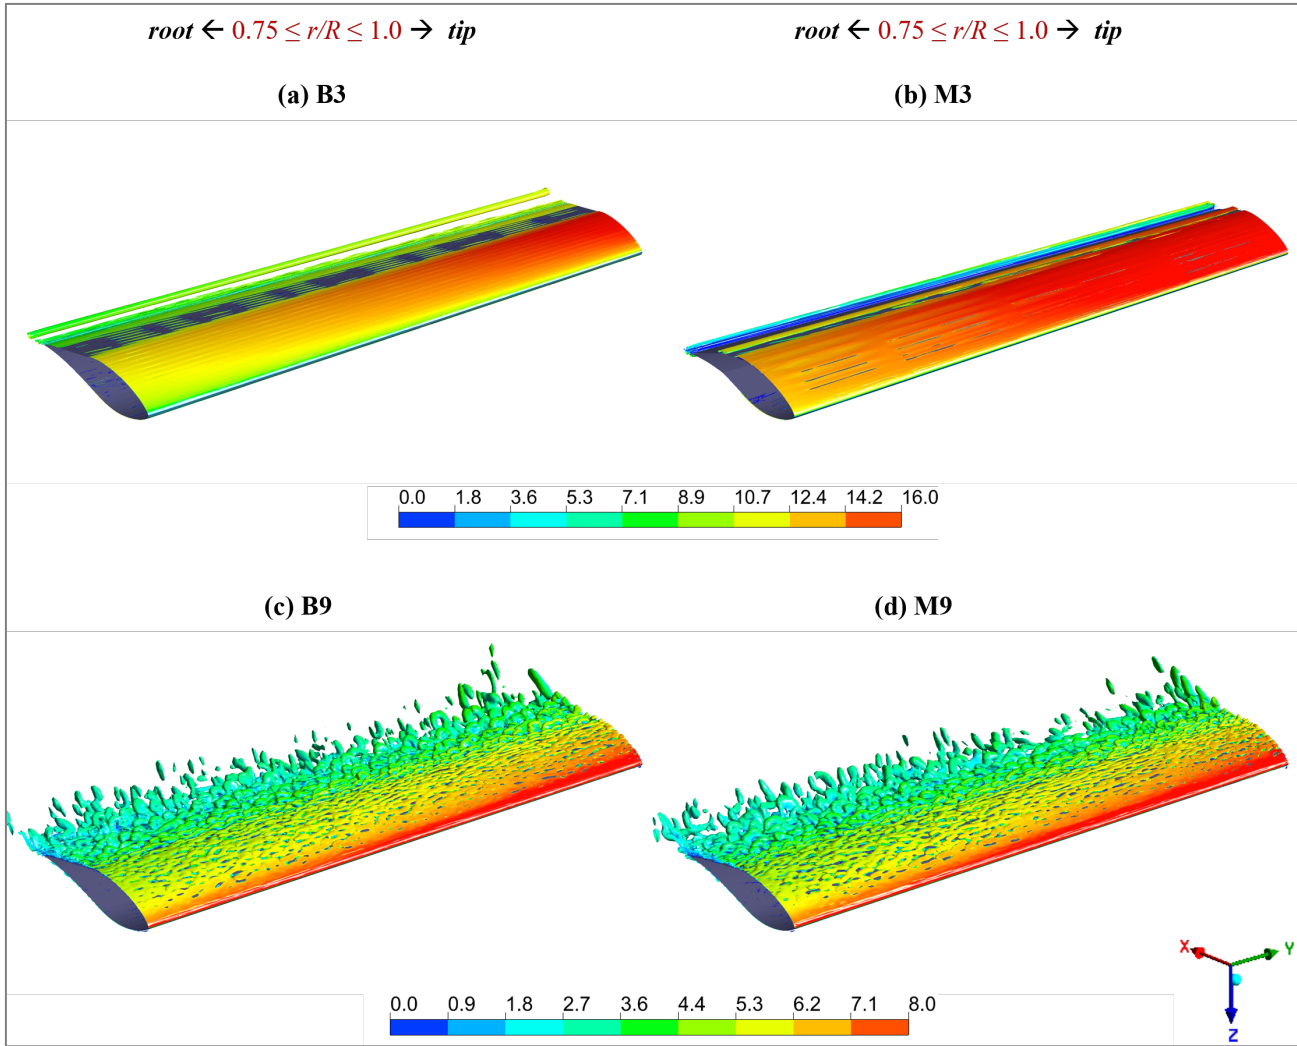 root ← 0.75 ≤ r/R ≤ 1.0 → tip
root ← 0.75 ≤ r/R ≤ 1.0 → tip
(a) B3
(b) M3
0.0 1.8 3.6 5.3 7.1 8.9 10.7 12.4 14.2 16.0
(c) B9
(d) M9
X Y
Z
0.0 0.9 1.8 2.7 3.6 4.4 5.3 6.2 7.1 8.0